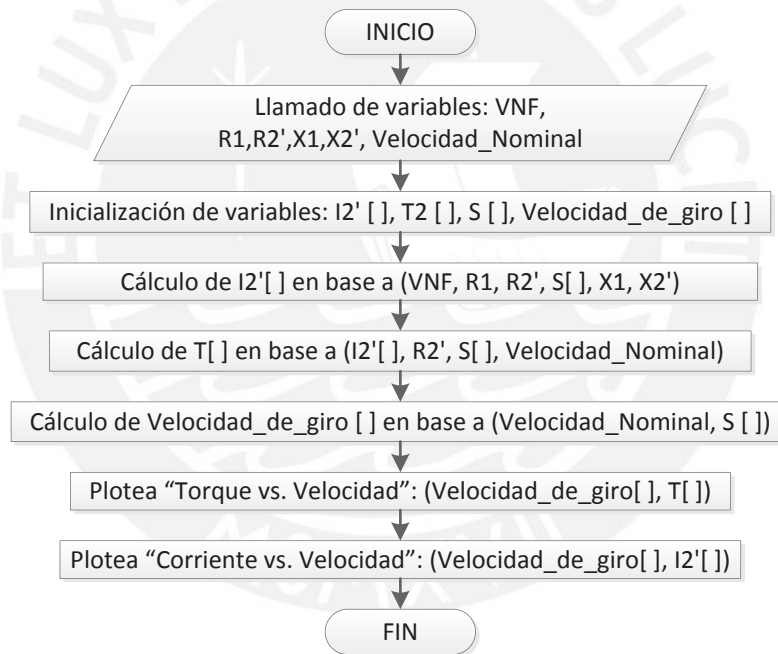 INICIO
Llamado de variables: VNF,
R1,R2',X1,X2', Velocidad_Nominal
Inicialización de variables: I2' [ ], T2 [ ], S [ ], Velocidad_de_giro [ ]
Cálculo de I2'[ ] en base a (VNF, R1, R2', S[ ], X1, X2')
Cálculo de T[ ] en base a (I2'[ ], R2', S[ ], Velocidad_Nominal)
Cálculo de Velocidad_de_giro [ ] en base a (Velocidad_Nominal, S [ ])
Plotea “Torque vs. Velocidad”: (Velocidad_de_giro[ ], T[ ])
Plotea “Corriente vs. Velocidad”: (Velocidad_de_giro[ ], I2'[ ])
FIN